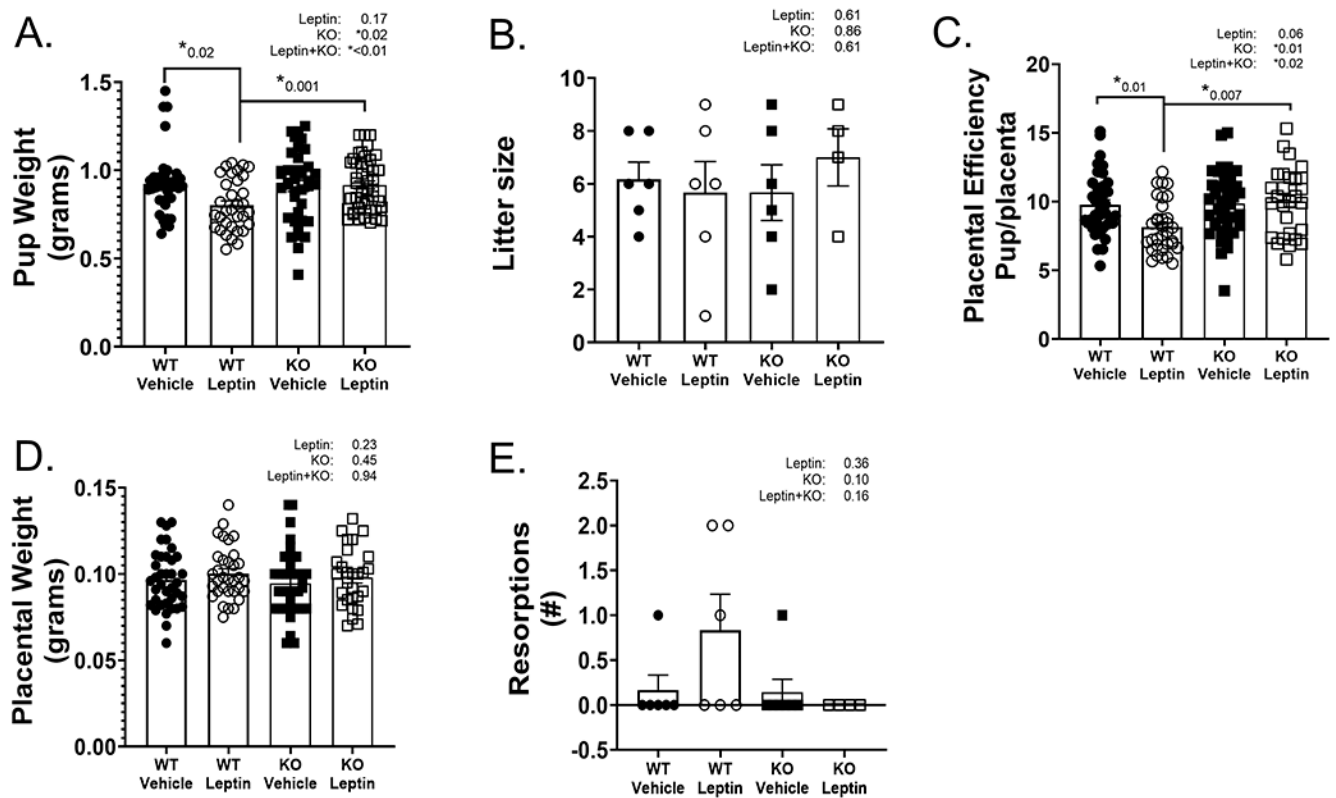 A.
Leptin: 0.17
KO: *0.02
Leptin+KO: *<0.01
*0.02
*0.001
Pup Weight
(grams)
1.5
1.0
0.5
0.0
WT
Vehicle
WT
Leptin
KO
Vehicle
KO
Leptin
B.
Leptin: 0.61
KO: 0.86
Leptin+KO: 0.61
Litter size
10
8
6
4
2
0
WT
Vehicle
WT
Leptin
KO
Vehicle
KO
Leptin
C.
Leptin: 0.06
KO: *0.01
Leptin+KO: *0.02
*0.01
*0.007
Placental Efficiency
Pup/placenta
20
15
10
5
0
WT
Vehicle
WT
Leptin
KO
Vehicle
KO
Leptin
D.
Leptin: 0.23
KO: 0.45
Leptin+KO: 0.94
Placental Weight
(grams)
0.15
0.10
0.05
0.00
WT
Vehicle
WT
Leptin
KO
Vehicle
KO
Leptin
E.
Leptin: 0.36
KO: 0.10
Leptin+KO: 0.16
Resorptions
(#)
2.5
2.0
1.5
1.0
0.5
0.0
-0.5
WT
Vehicle
WT
Leptin
KO
Vehicle
KO
Leptin